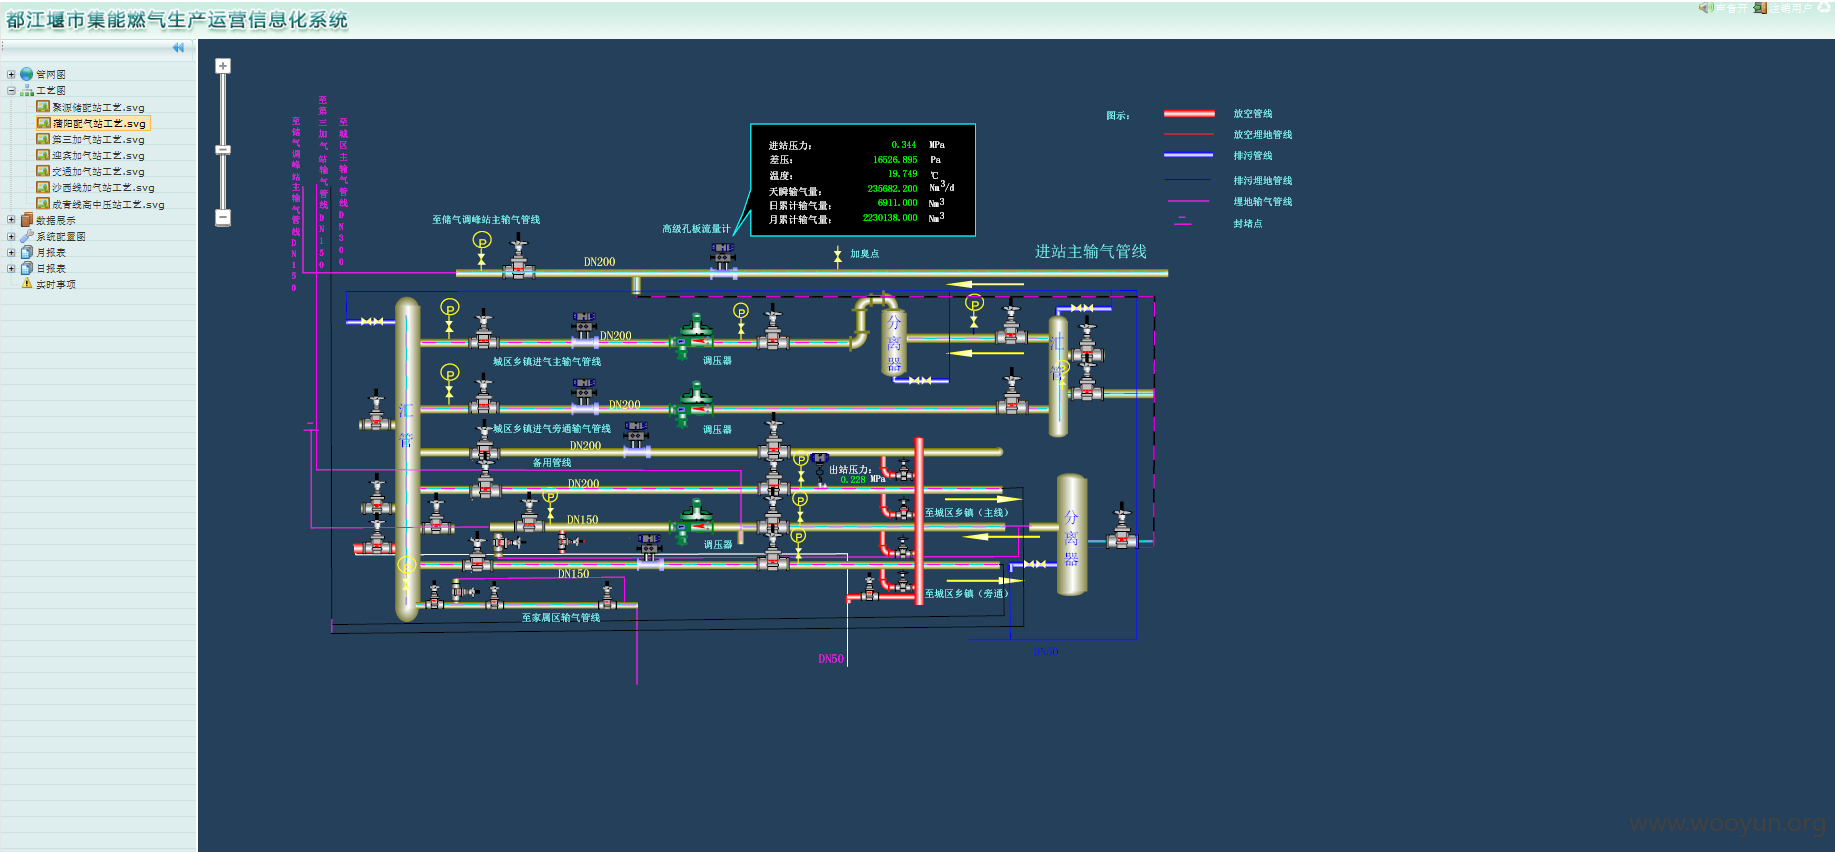 都江堰市集能燃气生产运营信息化系统
声音开 注销用户
管网图
工艺图
聚源储配站工艺.svg
蒲阳配气站工艺.svg
第三加气站工艺.svg
迎宾加气站工艺.svg
交通加气站工艺.svg
沙西线加气站工艺.svg
成青线高中压站工艺.svg
数据展示
系统配置图
月报表
日报表
实时事项
至储气调峰站主输气管线DN150
至第三加气站输气管线DN150
至城区主输气管线DN300
进站压力: 0.344 MPa
差压: 16526.895 Pa
温度: 19.749 ℃
天瞬输气量: 235682.200 Nm3/d
日累计输气量: 6911.000 Nm3
月累计输气量: 2230138.000 Nm3
图示:
放空管线
放空埋地管线
排污管线
排污埋地管线
埋地输气管线
封堵点
至储气调峰站主输气管线
高级孔板流量计
加臭点
进站主输气管线
P
DN200
P
DN200
P
P
分离器
汇管
城区乡镇进气主输气管线
调压器
P
DN200
城区乡镇进气旁通输气管线
调压器
汇管
DN200
备用管线
P
出站压力:
0.228 MPa
DN200
P
P
至城区乡镇（主线）
DN150
调压器
P
分离器
DN150
至城区乡镇（旁通）
至家属区输气管线
DN50
DN50
www.wooyun.org